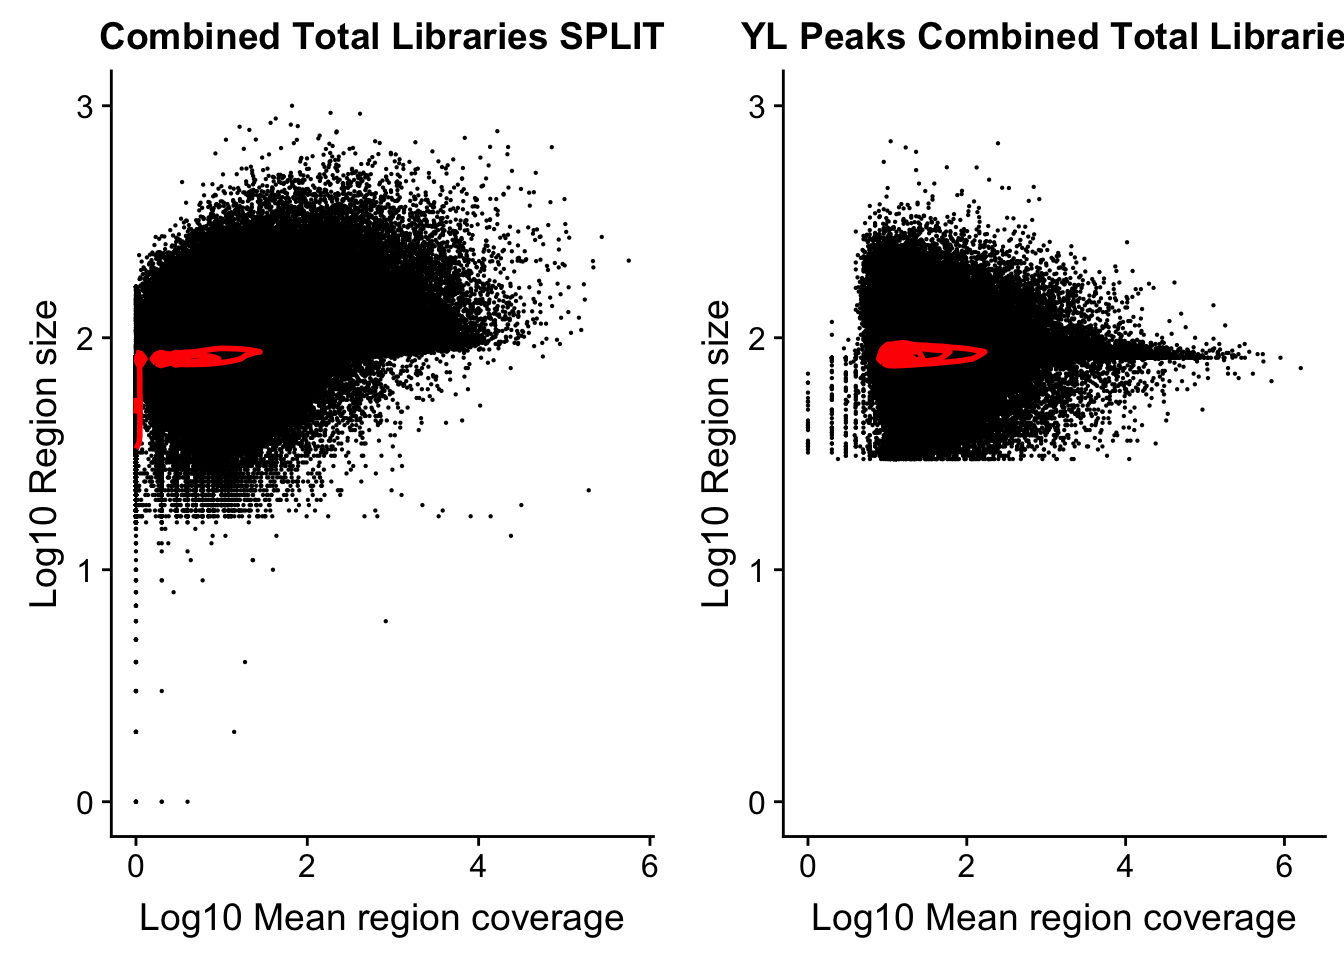 Combined Total Libraries SPLIT
3
2
1
0
Log10 Region size
0 2 4 6
Log10 Mean region coverage
YL Peaks Combined Total Librarie
3
2
1
0
Log10 Region size
0 2 4 6
Log10 Mean region coverage